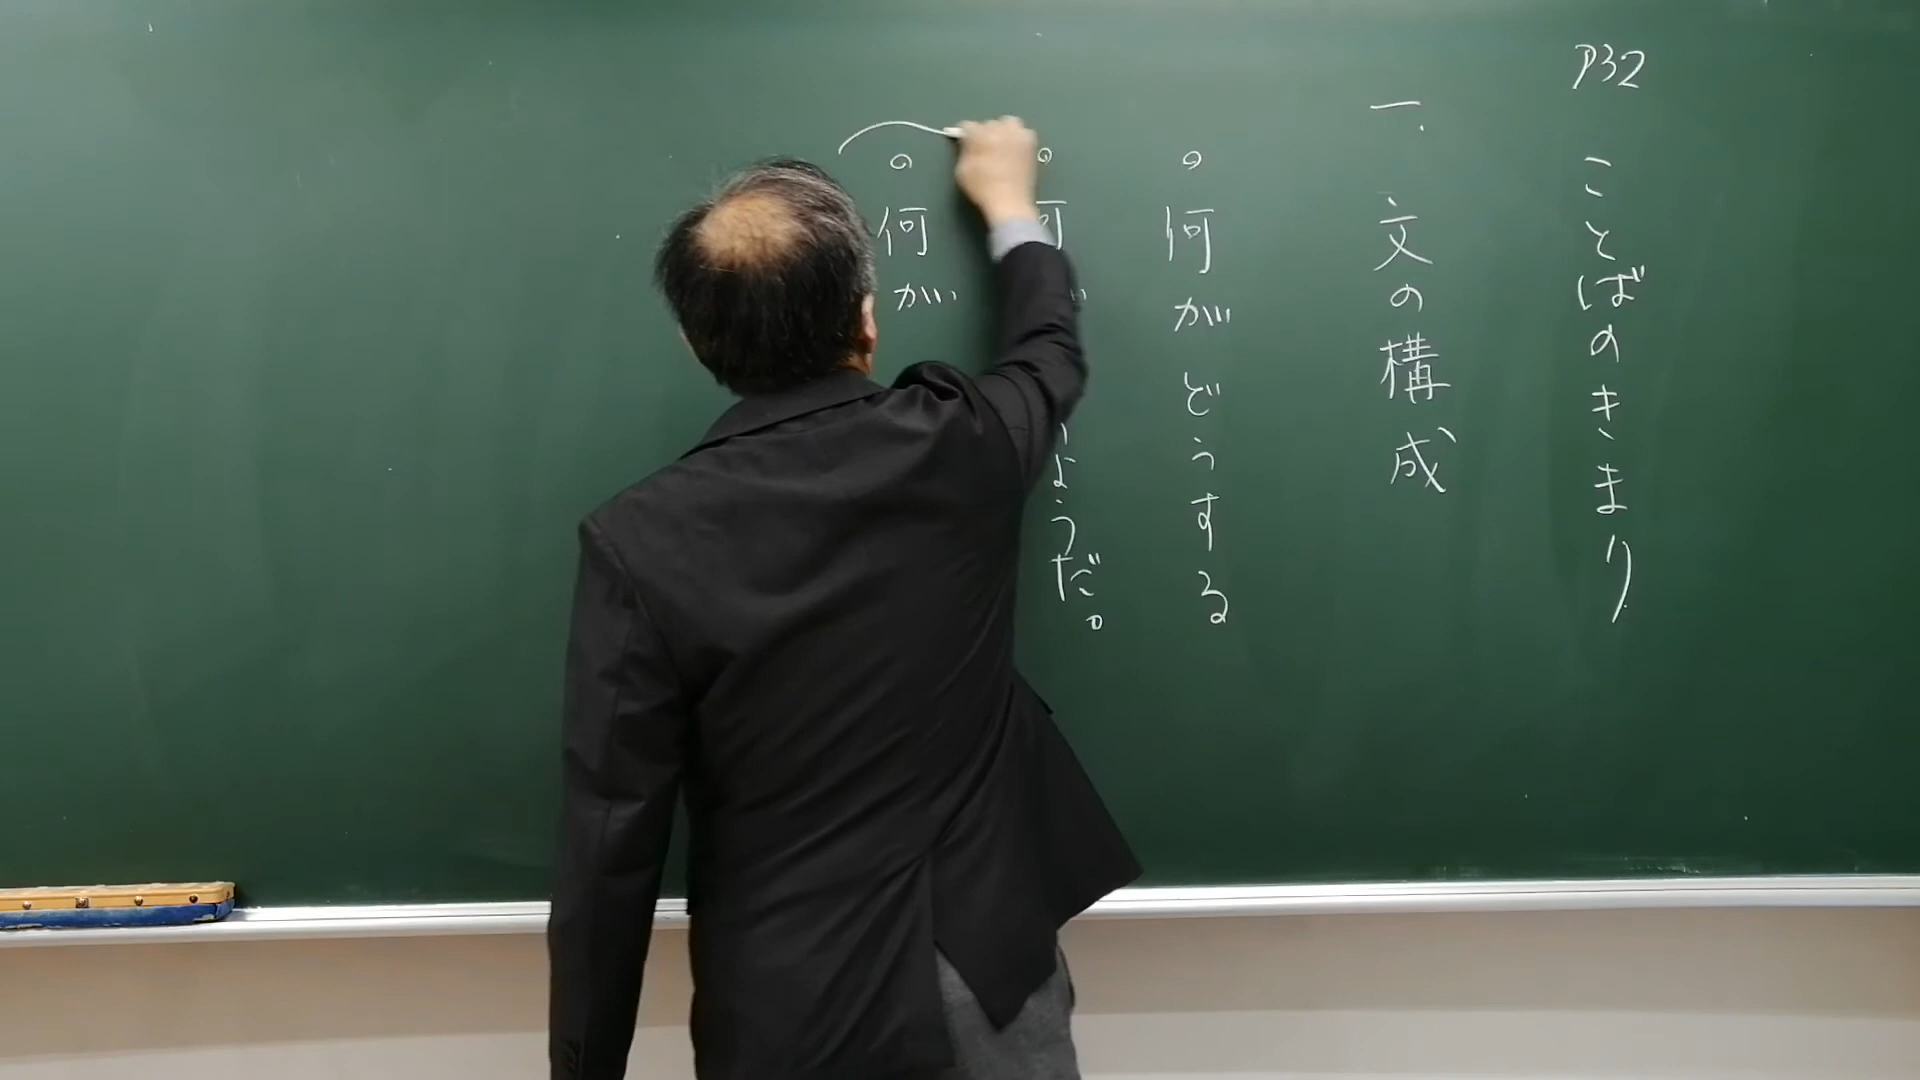 P32 ことばのきまり
一. 文の構成
○何がどうする
○何 ようだ。
○何が